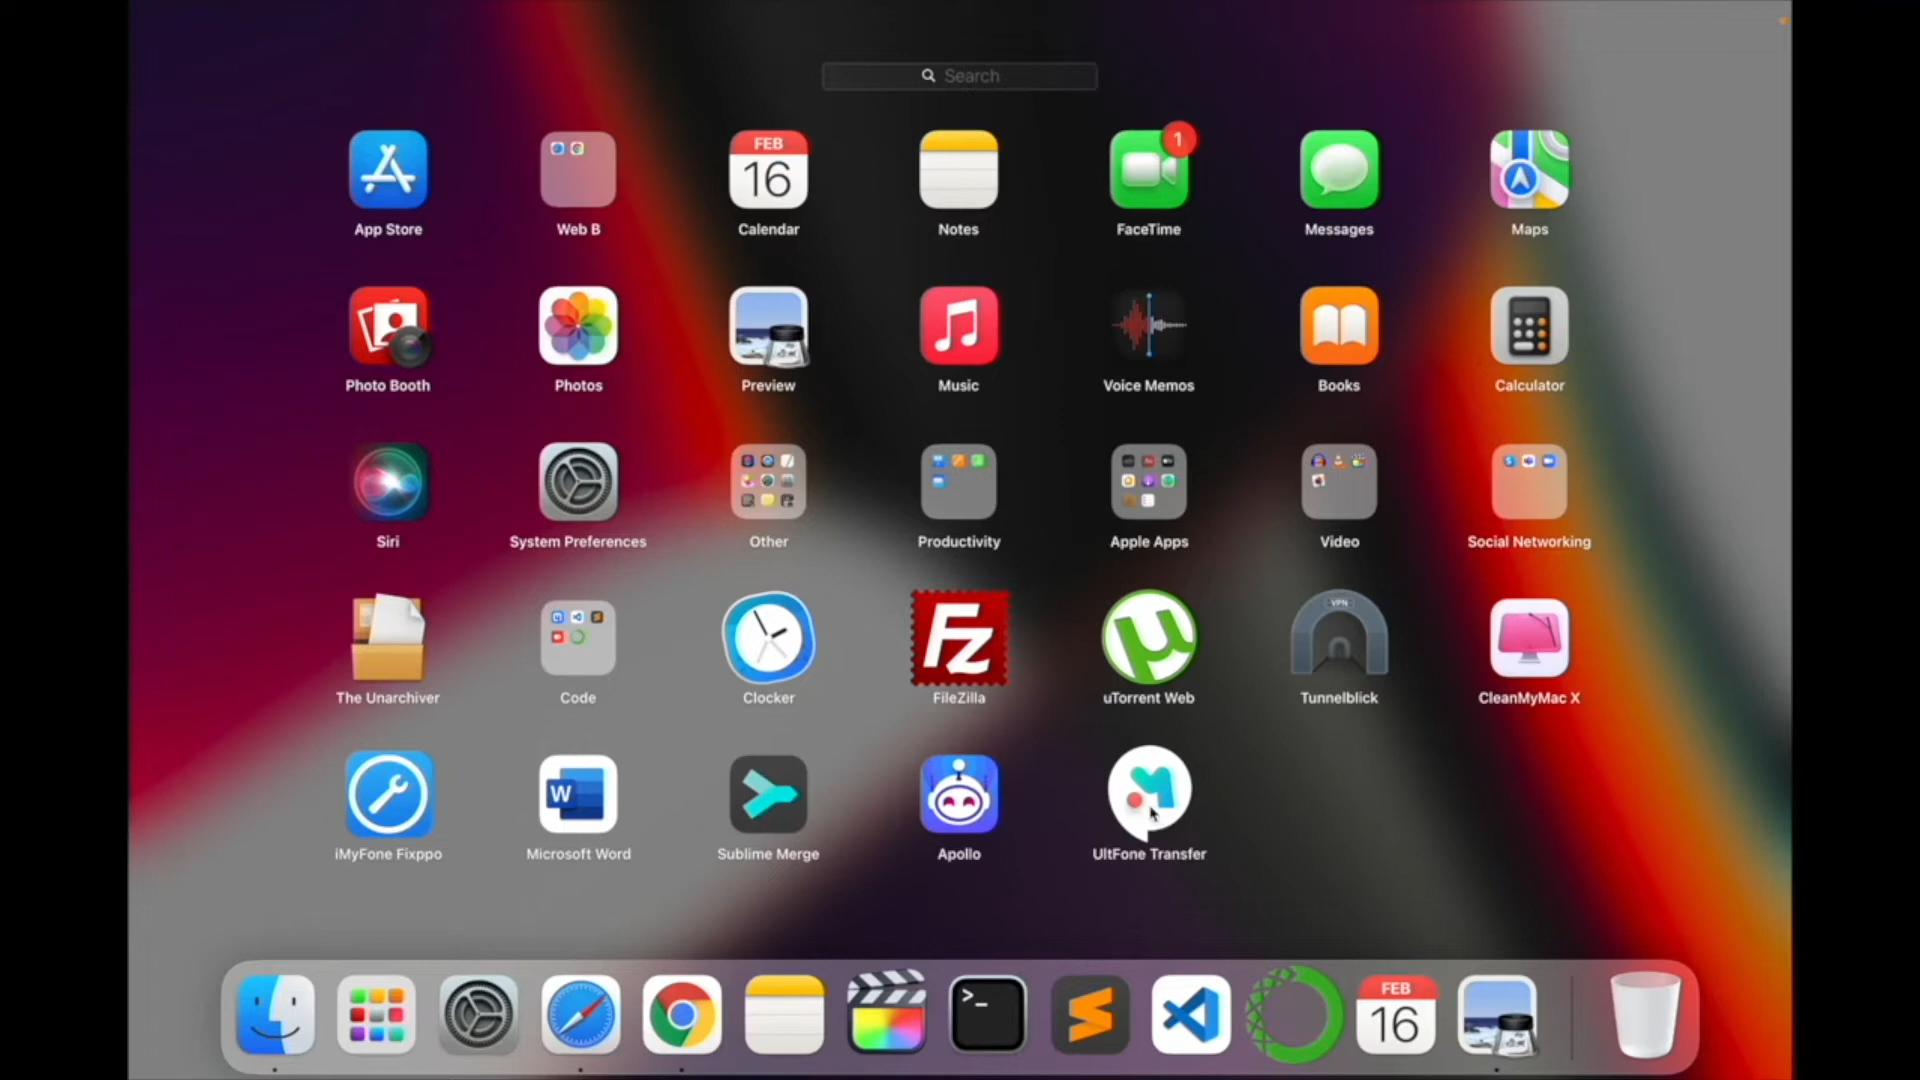 Search
FEB
16
1
App Store
Web B
Calendar
Notes
FaceTime
Messages
Maps
Photo Booth
Photos
Preview
Music
Voice Memos
Books
Calculator
Siri
System Preferences
Other
Productivity
Apple Apps
Video
Social Networking
Fz
µ
VPN
The Unarchiver
Code
Clocker
FileZilla
uTorrent Web
Tunnelblick
CleanMyMac X
W
iMyFone Fixppo
Microsoft Word
Sublime Merge
Apollo
UltFone Transfer
>_
FEB
16